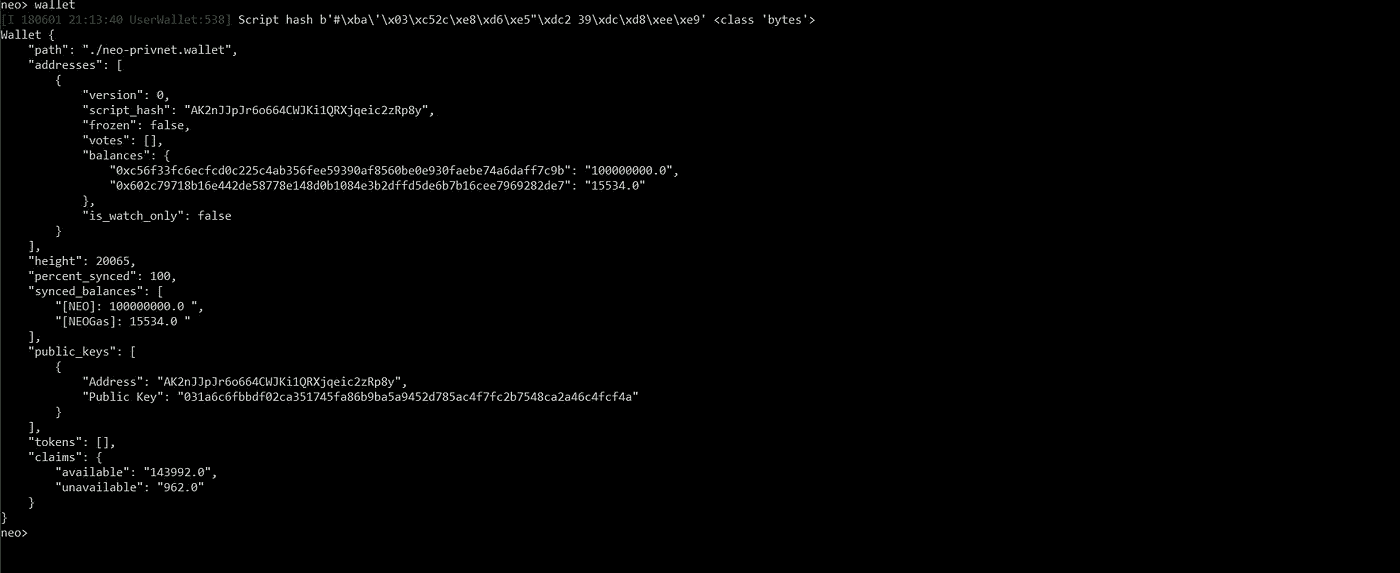 neo> wallet
[I 180601 21:13:40 UserWallet:538] Script hash b'#\xba\'\x03\xc52c\xe8\xd6\xe5"\xdc2 39\xdc\xd8\xee\xe9' <class 'bytes'>
Wallet {
    "path": "./neo-privnet.wallet",
    "addresses": [
        {
            "version": 0,
            "script_hash": "AK2nJJpJr6o664CWJKi1QRXjqeic2zRp8y",
            "frozen": false,
            "votes": [],
            "balances": {
                "0xc56f33fc6ecfcd0c225c4ab356fee59390af8560be0e930faebe74a6daff7c9b": "100000000.0",
                "0x602c79718b16e442de58778e148d0b1084e3b2dffd5de6b7b16cee7969282de7": "15534.0"
            },
            "is_watch_only": false
        }
    ],
    "height": 20065,
    "percent_synced": 100,
    "synced_balances": [
        "[NEO]: 100000000.0 ",
        "[NEOGas]: 15534.0 "
    ],
    "public_keys": [
        {
            "Address": "AK2nJJpJr6o664CWJKi1QRXjqeic2zRp8y",
            "Public Key": "031a6c6fbbdf02ca351745fa86b9ba5a9452d785ac4f7fc2b7548ca2a46c4fcf4a"
        }
    ],
    "tokens": [],
    "claims": {
        "available": "143992.0",
        "unavailable": "962.0"
    }
}
neo>